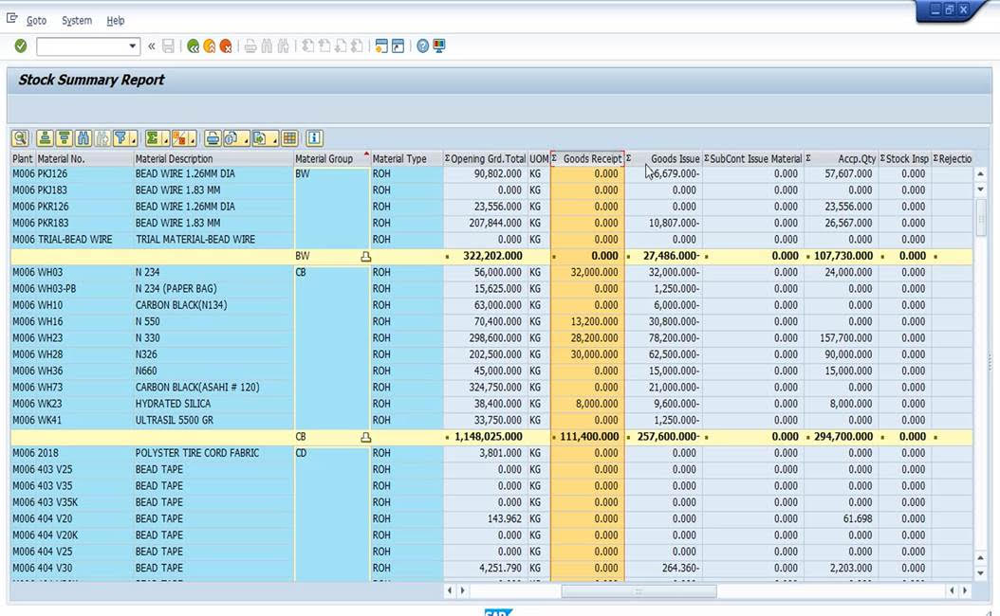 Goto System Help
Stock Summary Report
Plant Material No. Material Description Material Group Material Type Σ Opening Grd.Total UOM Σ Goods Receipt Σ Goods Issue Σ SubCont Issue Material Σ Accp.Qty Σ Stock Insp Σ Rejectio
M006 PKJ126 BEAD WIRE 1.26MM DIA BW ROH 90,802.000 KG 0.000 6,679.000- 0.000 57,607.000 0.000
M006 PKJ183 BEAD WIRE 1.83 MM ROH 0.000 KG 0.000 0.000 0.000 0.000 0.000
M006 PKR126 BEAD WIRE 1.26MM DIA ROH 23,556.000 KG 0.000 0.000 0.000 23,556.000 0.000
M006 PKR183 BEAD WIRE 1.83 MM ROH 207,844.000 KG 0.000 10,807.000- 0.000 26,567.000 0.000
M006 TRIAL-BEAD WIRE TRIAL MATERIAL-BEAD WIRE ROH 0.000 KG 0.000 0.000 0.000 0.000 0.000
BW 322,202.000 0.000 27,486.000- 0.000 107,730.000 0.000
M006 WH03 N 234 CB ROH 56,000.000 KG 32,000.000 32,000.000- 0.000 24,000.000 0.000
M006 WH03-PB N 234 (PAPER BAG) ROH 15,625.000 KG 0.000 1,250.000- 0.000 0.000 0.000
M006 WH10 CARBON BLACK(N134) ROH 63,000.000 KG 0.000 6,000.000- 0.000 0.000 0.000
M006 WH16 N 550 ROH 70,400.000 KG 13,200.000 30,800.000- 0.000 0.000 0.000
M006 WH23 N 330 ROH 298,600.000 KG 28,200.000 78,200.000- 0.000 157,700.000 0.000
M006 WH28 N326 ROH 202,500.000 KG 30,000.000 62,500.000- 0.000 90,000.000 0.000
M006 WH36 N660 ROH 45,000.000 KG 0.000 15,000.000- 0.000 15,000.000 0.000
M006 WH73 CARBON BLACK(ASAHI # 120) ROH 324,750.000 KG 0.000 21,000.000- 0.000 0.000 0.000
M006 WK23 HYDRATED SILICA ROH 38,400.000 KG 8,000.000 9,600.000- 0.000 8,000.000 0.000
M006 WK41 ULTRASIL 5500 GR ROH 33,750.000 KG 0.000 1,250.000- 0.000 0.000 0.000
CB 1,148,025.000 111,400.000 257,600.000- 0.000 294,700.000 0.000
M006 2018 POLYSTER TIRE CORD FABRIC CD ROH 3,801.000 KG 0.000 0.000 0.000 0.000 0.000
M006 403 V25 BEAD TAPE ROH 0.000 KG 0.000 0.000 0.000 0.000 0.000
M006 403 V35 BEAD TAPE ROH 0.000 KG 0.000 0.000 0.000 0.000 0.000
M006 403 V35K BEAD TAPE ROH 0.000 KG 0.000 0.000 0.000 0.000 0.000
M006 404 V20 BEAD TAPE ROH 143.962 KG 0.000 0.000 0.000 61.698 0.000
M006 404 V20K BEAD TAPE ROH 0.000 KG 0.000 0.000 0.000 0.000 0.000
M006 404 V25 BEAD TAPE ROH 0.000 KG 0.000 0.000 0.000 0.000 0.000
M006 404 V30 BEAD TAPE ROH 4,251.790 KG 0.000 264.360- 0.000 2,203.000 0.000
SAP